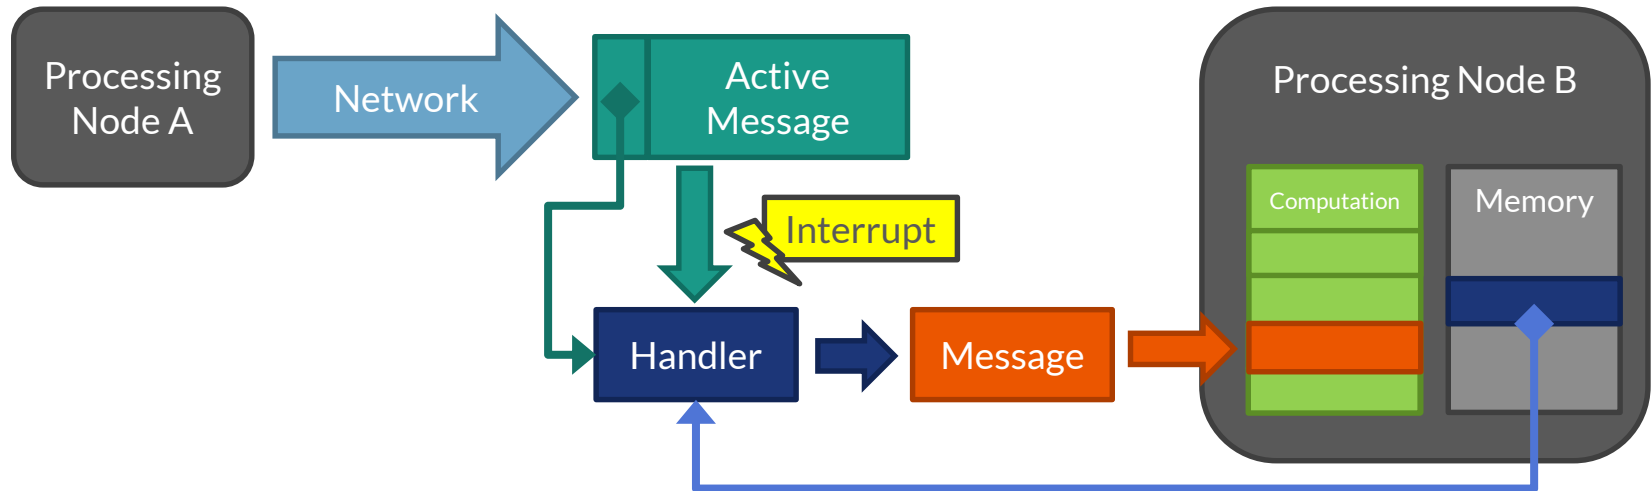 Processing
Node A
Network
Active
Message
Interrupt
Handler
Message
Processing Node B
Computation
Memory